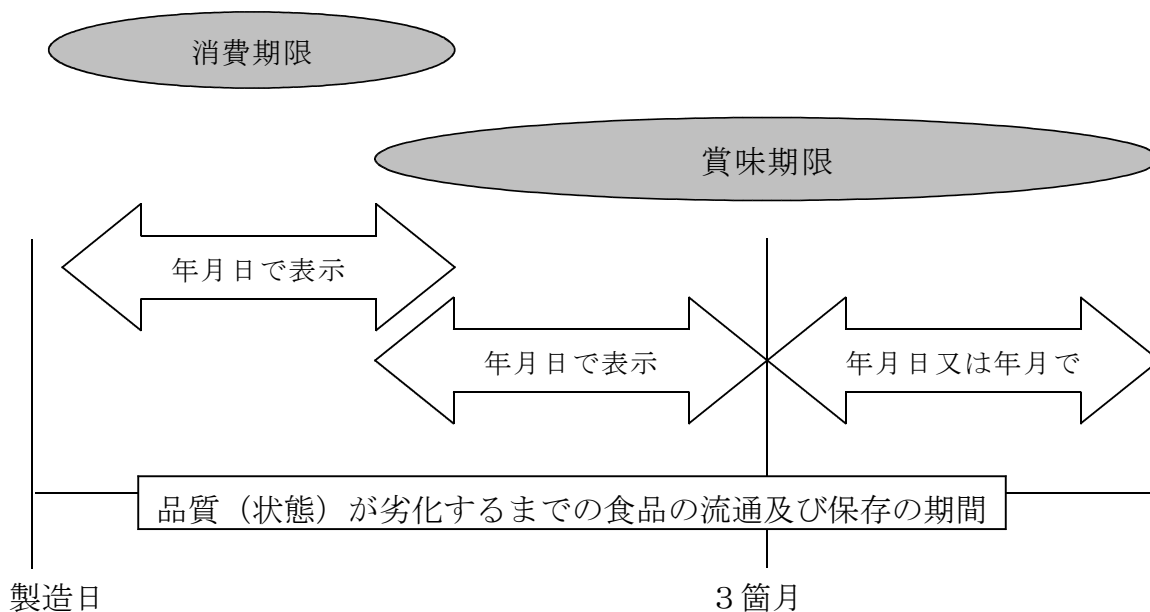 消費期限
賞味期限
年月日で表示
年月日で表示
年月日又は年月で
品質（状態）が劣化するまでの食品の流通及び保存の期間
製造日
３箇月